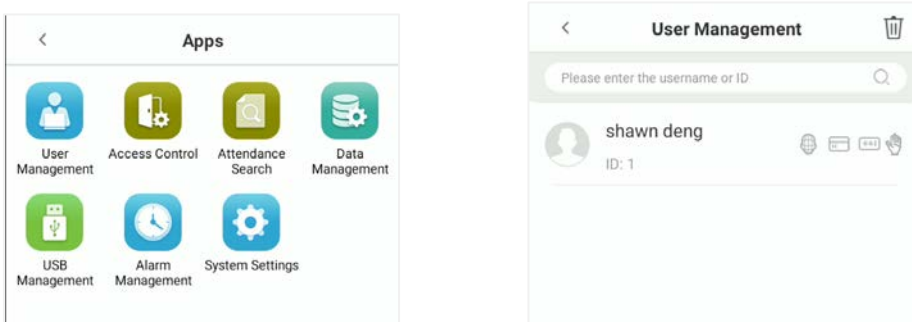 Apps
User
Management
Access Control
Attendance
Search
Data
Management
USB
Management
Alarm
Management
System Settings
User Management
Please enter the username or ID
shawn deng
ID: 1